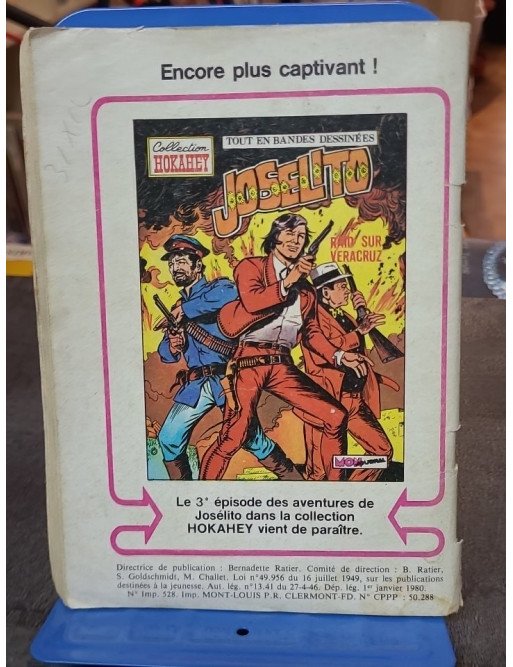 Encore plus captivant !
Collection
HOKAHEY
TOUT EN BANDES DESSINÉES
JOSELITO
RAID SUR
VERACRUZ
MON JOURNAL
Le 3° épisode des aventures de
Josélito dans la collection
HOKAHEY vient de paraître.
Directrice de publication : Bernadette Ratier. Comité de direction : B. Ratier,
S. Goldschmidt, M. Challet. Loi n°49.956 du 16 juillet 1949, sur les publications
destinées à la jeunesse. Aut. lég. n°13.41 du 27-4-46. Dép. lég. 1er janvier 1980.
N° Imp. 528. Imp. MONT-LOUIS P.R. CLERMONT-FD. N° CPPP : 50.288